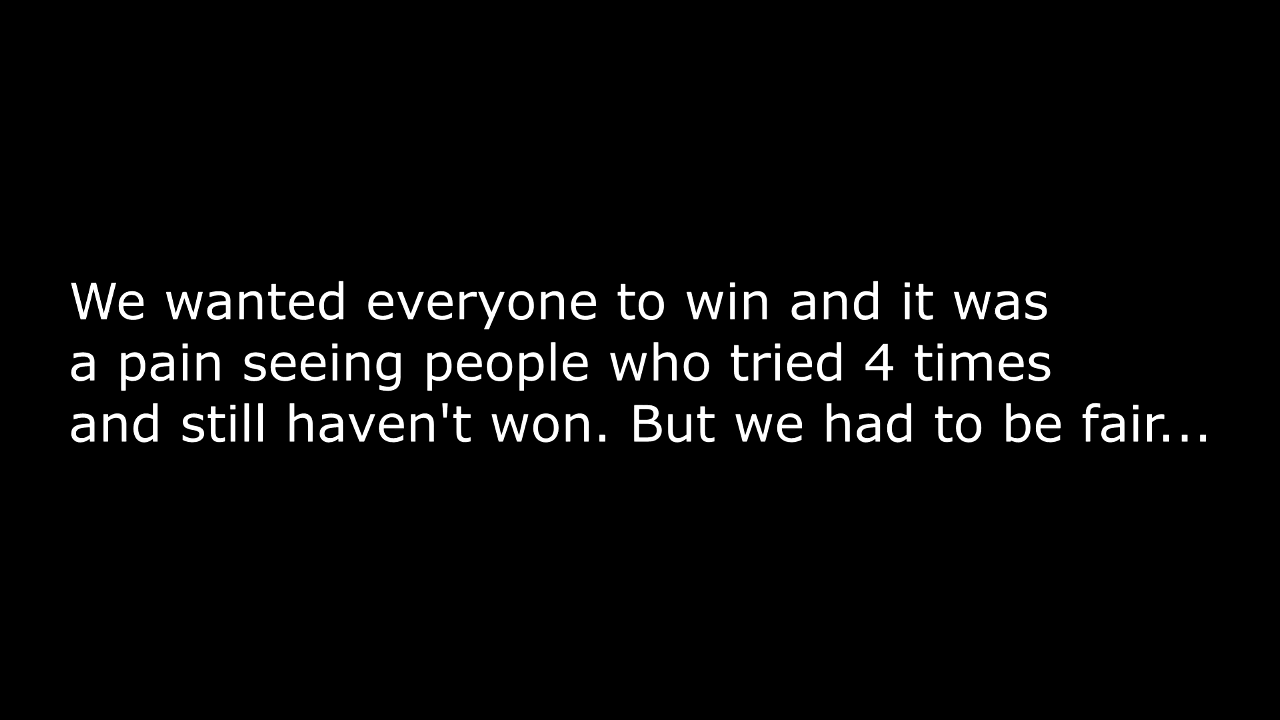 We wanted everyone to win and it was
a pain seeing people who tried 4 times
and still haven't won. But we had to be fair...